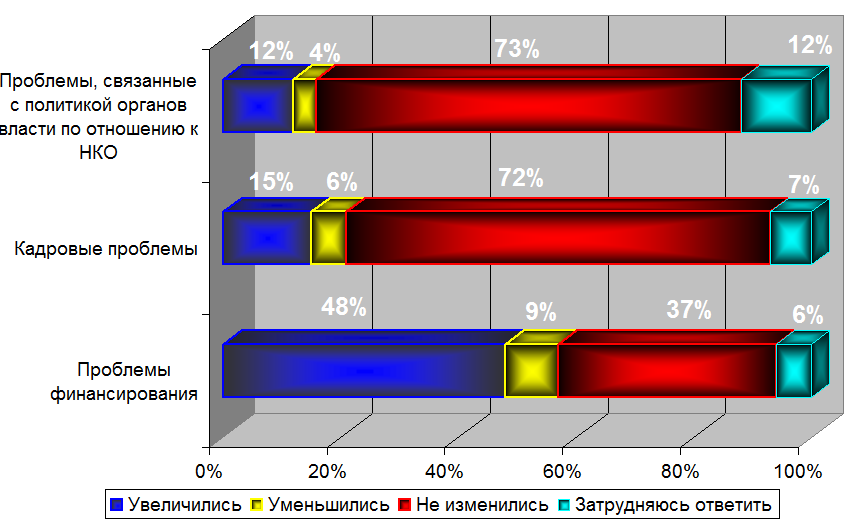 12% 4% 73% 12%
Проблемы, связанные
с политикой органов
власти по отношению к
НКО
15% 6% 72% 7%
Кадровые проблемы
48% 9% 37% 6%
Проблемы
финансирования
0% 20% 40% 60% 80% 100%
Увеличились Уменьшились Не изменились Затрудняюсь ответить